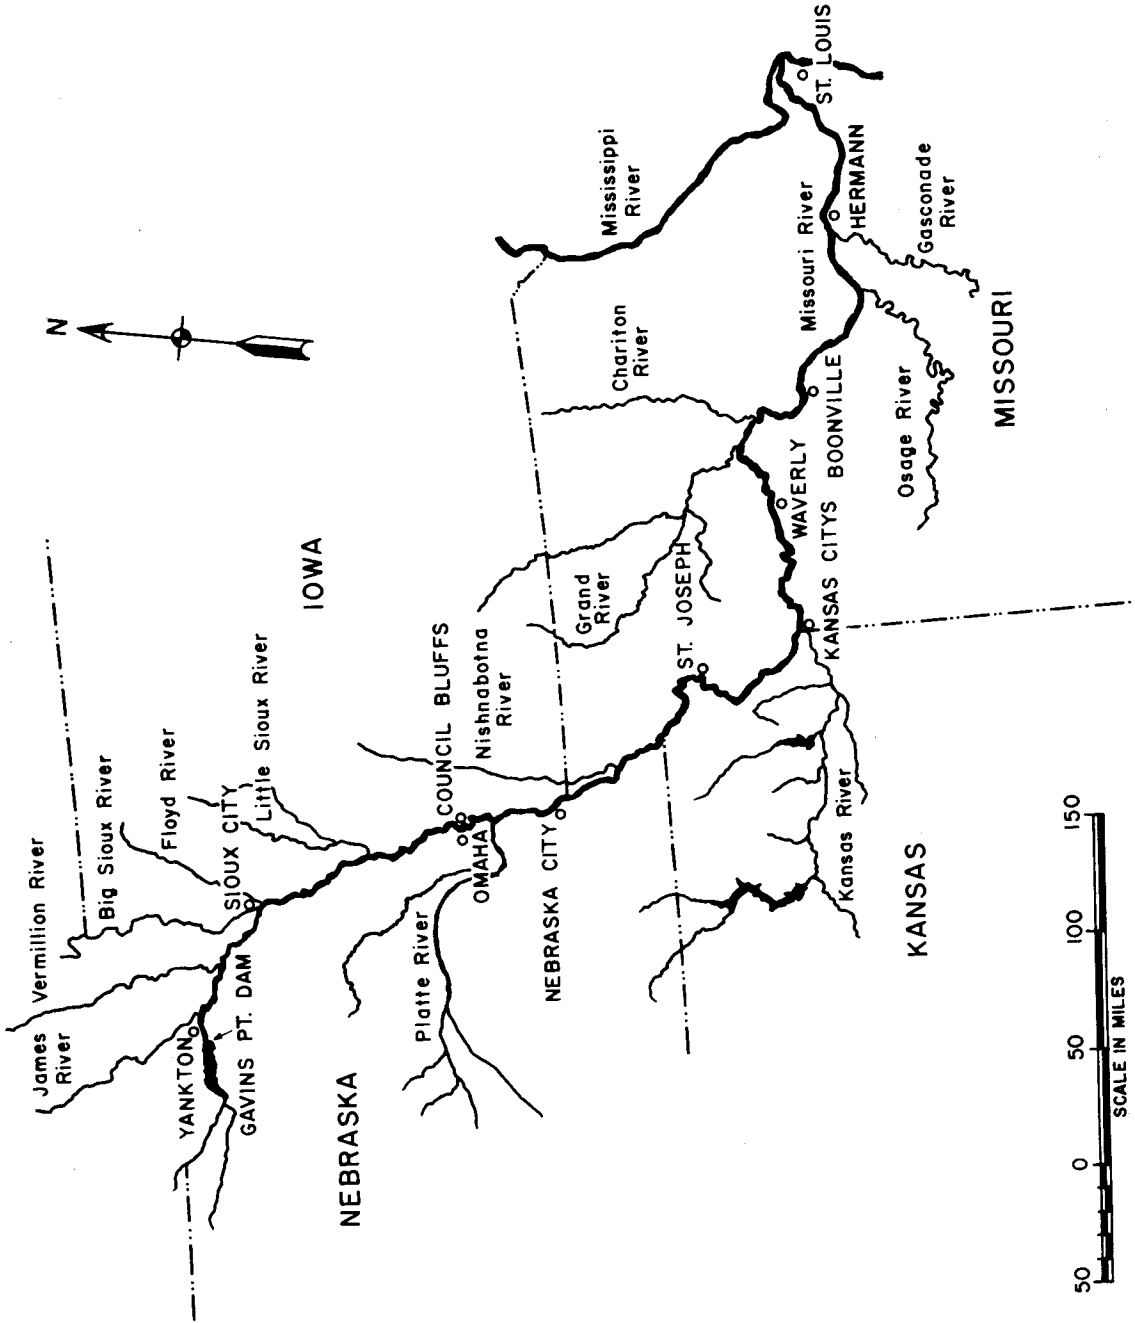 N
James
River
Vermillion River
Big Sioux River
Floyd River
Little Sioux River
YANKTON
GAVINS PT. DAM
SIOUX CITY
IOWA
COUNCIL BLUFFS
OMAHA
Nishnabotna
River
NEBRASKA
Platte River
NEBRASKA CITY
Grand
River
Chariton
River
Mississippi
River
ST. JOSEPH
ST. LOUIS
Missouri River
HERMANN
Gasconade
River
WAVERLY
BOONVILLE
KANSAS CITYS
Osage River
MISSOURI
Kansas River
KANSAS
50
0
50
100
150
SCALE IN MILES